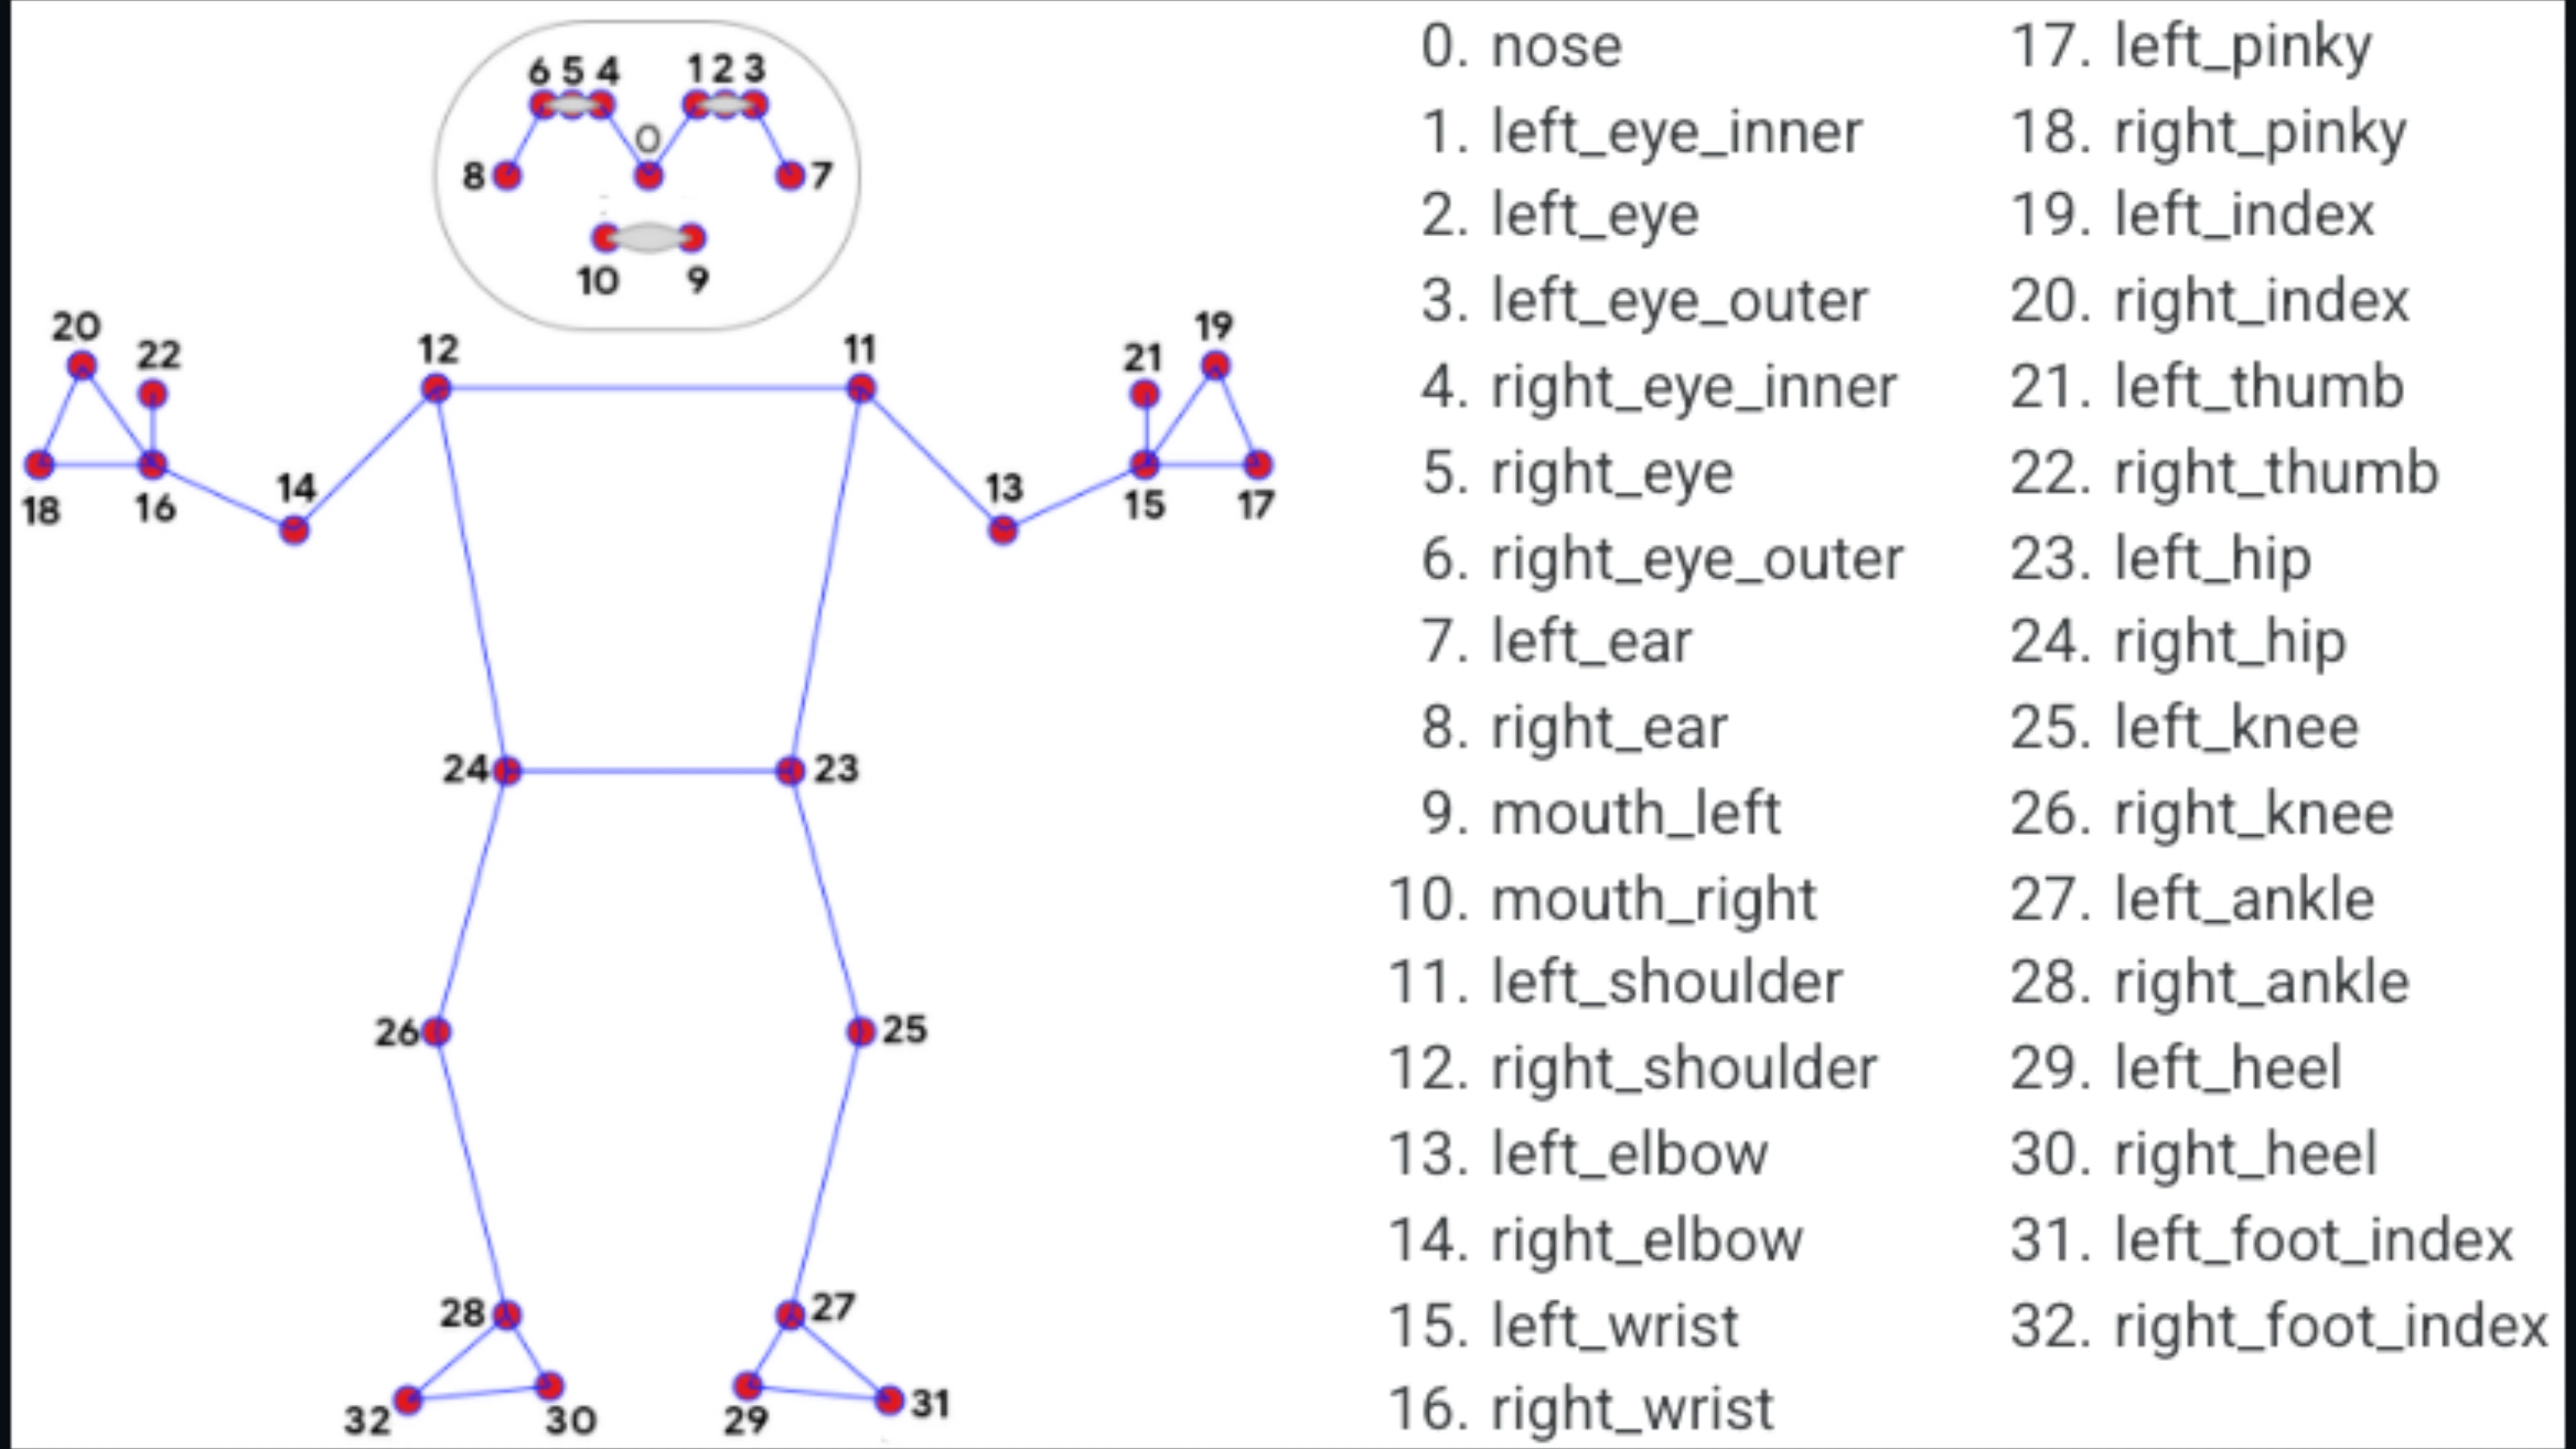 6 5 4 1 2 3
0
8 7
10 9
20 22 12 11 21 19
18 16 14 13 15 17
24 23
26 25
28 27
32 30 29 31
0. nose
1. left_eye_inner
2. left_eye
3. left_eye_outer
4. right_eye_inner
5. right_eye
6. right_eye_outer
7. left_ear
8. right_ear
9. mouth_left
10. mouth_right
11. left_shoulder
12. right_shoulder
13. left_elbow
14. right_elbow
15. left_wrist
16. right_wrist
17. left_pinky
18. right_pinky
19. left_index
20. right_index
21. left_thumb
22. right_thumb
23. left_hip
24. right_hip
25. left_knee
26. right_knee
27. left_ankle
28. right_ankle
29. left_heel
30. right_heel
31. left_foot_index
32. right_foot_index